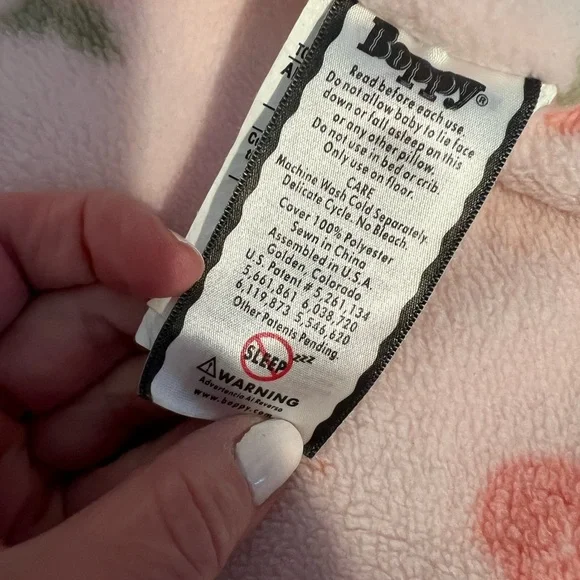 Boppy®
Read before each use.
Do not allow baby to lie face
down or fall asleep on this
or any other pillow.
Do not use in bed or crib.
Only use on floor.
CARE
Machine Wash Cold Separately.
Delicate Cycle. No Bleach.
Cover 100% Polyester
Sewn in China
Assembled in U.S.A
Golden, Colorado
U.S. Patent # 5,261,134
5,661,861 6,038,720
6,119,873 5,546,620
Other Patents Pending.
SLEEP zzz
WARNING
Advertentia Al Reverso
www.boppy.com